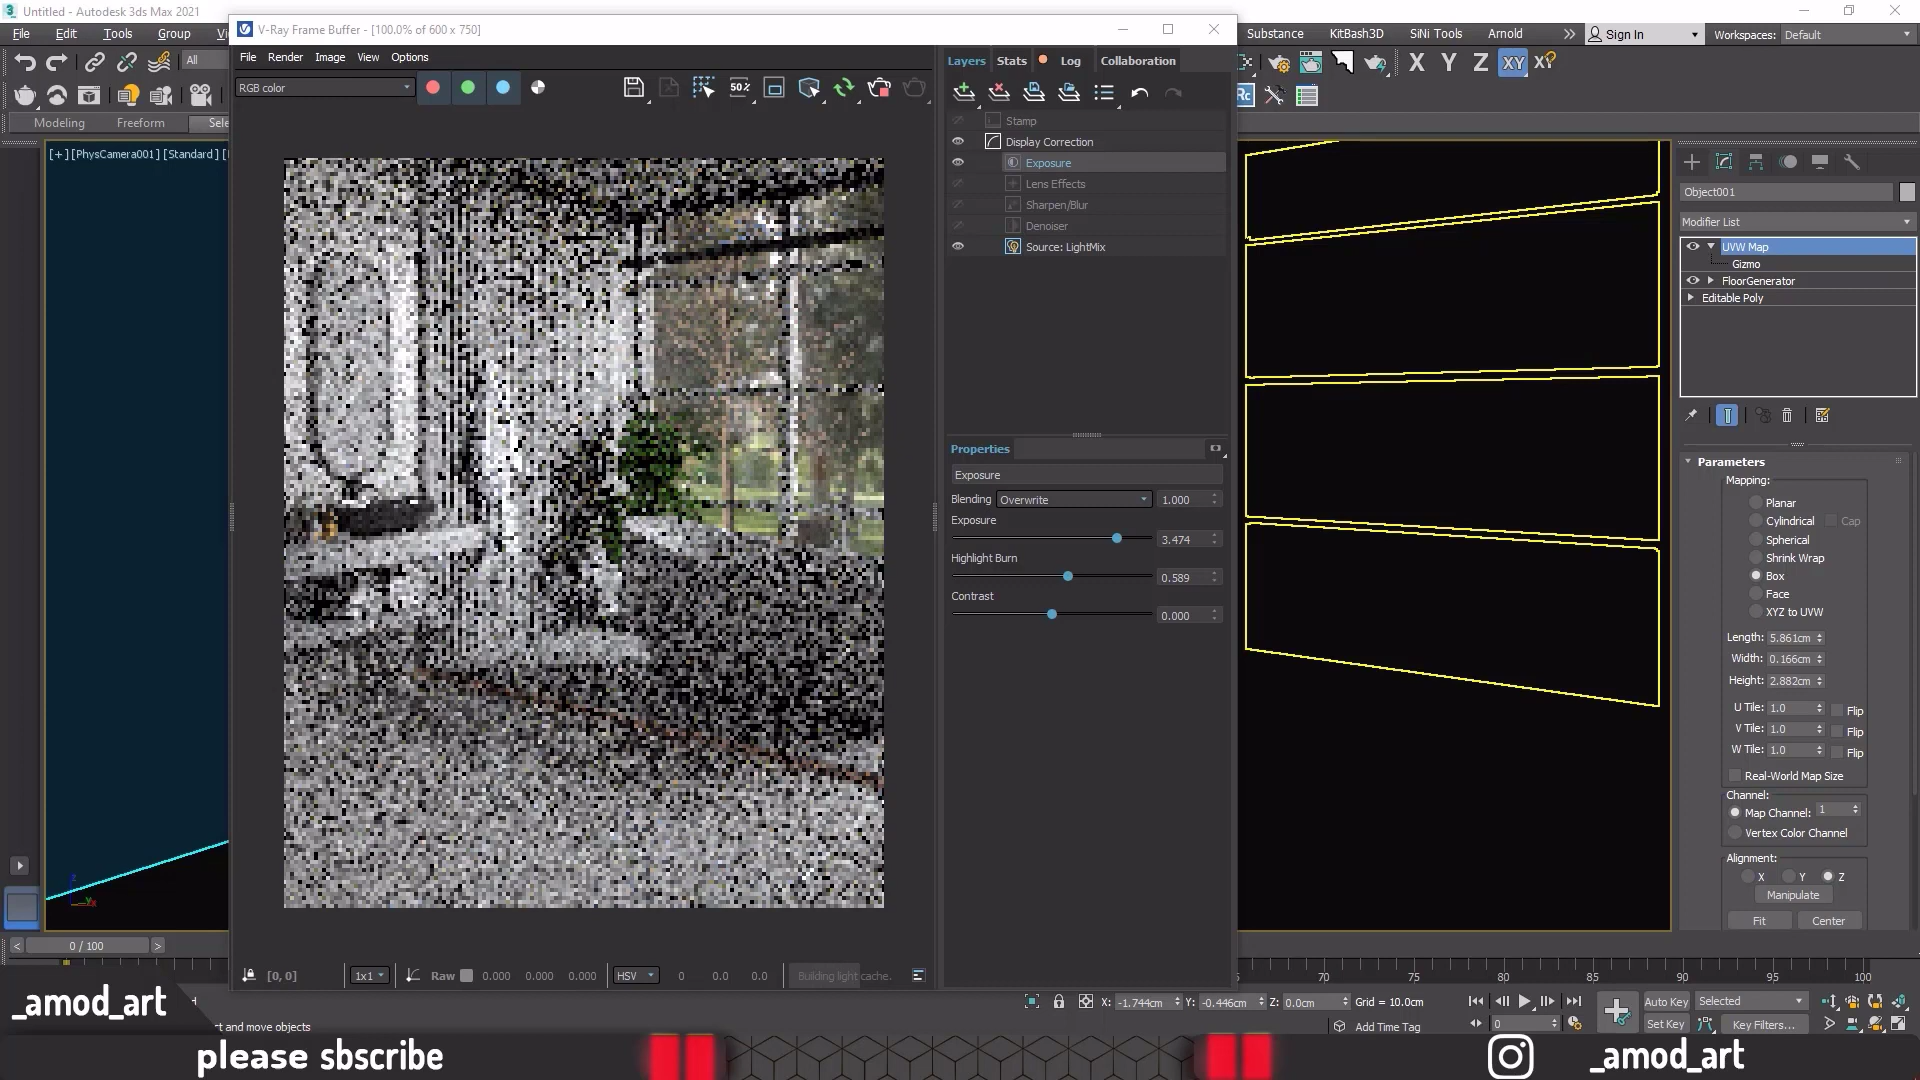 Untitled - Autodesk 3ds Max 2021
File Edit Tools Group
V-Ray Frame Buffer - [100.0% of 600 x 750]
Substance KitBash3D SiNi Tools Arnold
Sign In
Workspaces: Default
File Render Image View Options
Layers Stats Log Collaboration
All
RGB color
50%
X Y Z XY X?
Rc
Modeling Freeform Sele
[+][PhysCamera001][Standard][
Stamp
Display Correction
Exposure
Lens Effects
Sharpen/Blur
Denoiser
Source: LightMix
Object001
Modifier List
UVW Map
Gizmo
FloorGenerator
Editable Poly
Properties
Exposure
Blending Overwrite 1.000
Exposure
3.474
Highlight Burn
0.589
Contrast
0.000
Parameters
Mapping:
Planar
Cylindrical Cap
Spherical
Shrink Wrap
Box
Face
XYZ to UVW
Length: 5.861cm
Width: 0.166cm
Height: 2.882cm
U Tile: 1.0 Flip
V Tile: 1.0 Flip
W Tile: 1.0 Flip
Real-World Map Size
Channel:
Map Channel: 1
Vertex Color Channel
Alignment:
X Y Z
Manipulate
Fit Center
< 0 / 100 >
[0, 0] 1x1 Raw 0.000 0.000 0.000 HSV 0 0.0 0.0 Building light cache.
70 75 80 85 90 95 100
X: -1.744cm Y: -0.446cm Z: 0.0cm Grid = 10.0cm
Auto Key Selected
Add Time Tag
0
Set Key Key Filters...
_amod_art
rt and move objects
please sbscribe
_amod_art